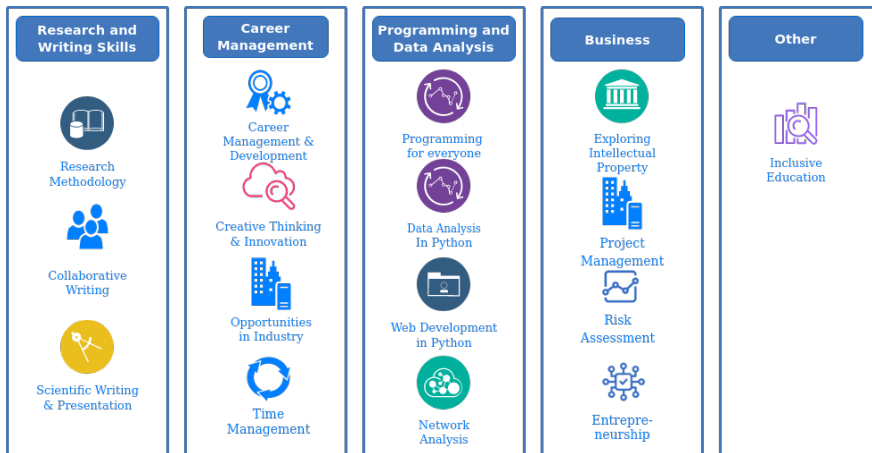 Research and
Writing Skills
Research
Methodology
Collaborative
Writing
Scientific Writing
& Presentation
Career
Management
Career
Management &
Development
Creative Thinking
& Innovation
Opportunities
in Industry
Time
Management
Programming and
Data Analysis
Programming
for everyone
Data Analysis
In Python
Web Development
in Python
Network
Analysis
Business
Exploring
Intellectual
Property
Project
Management
Risk
Assessment
Entrepre-
neurship
Other
Inclusive
Education